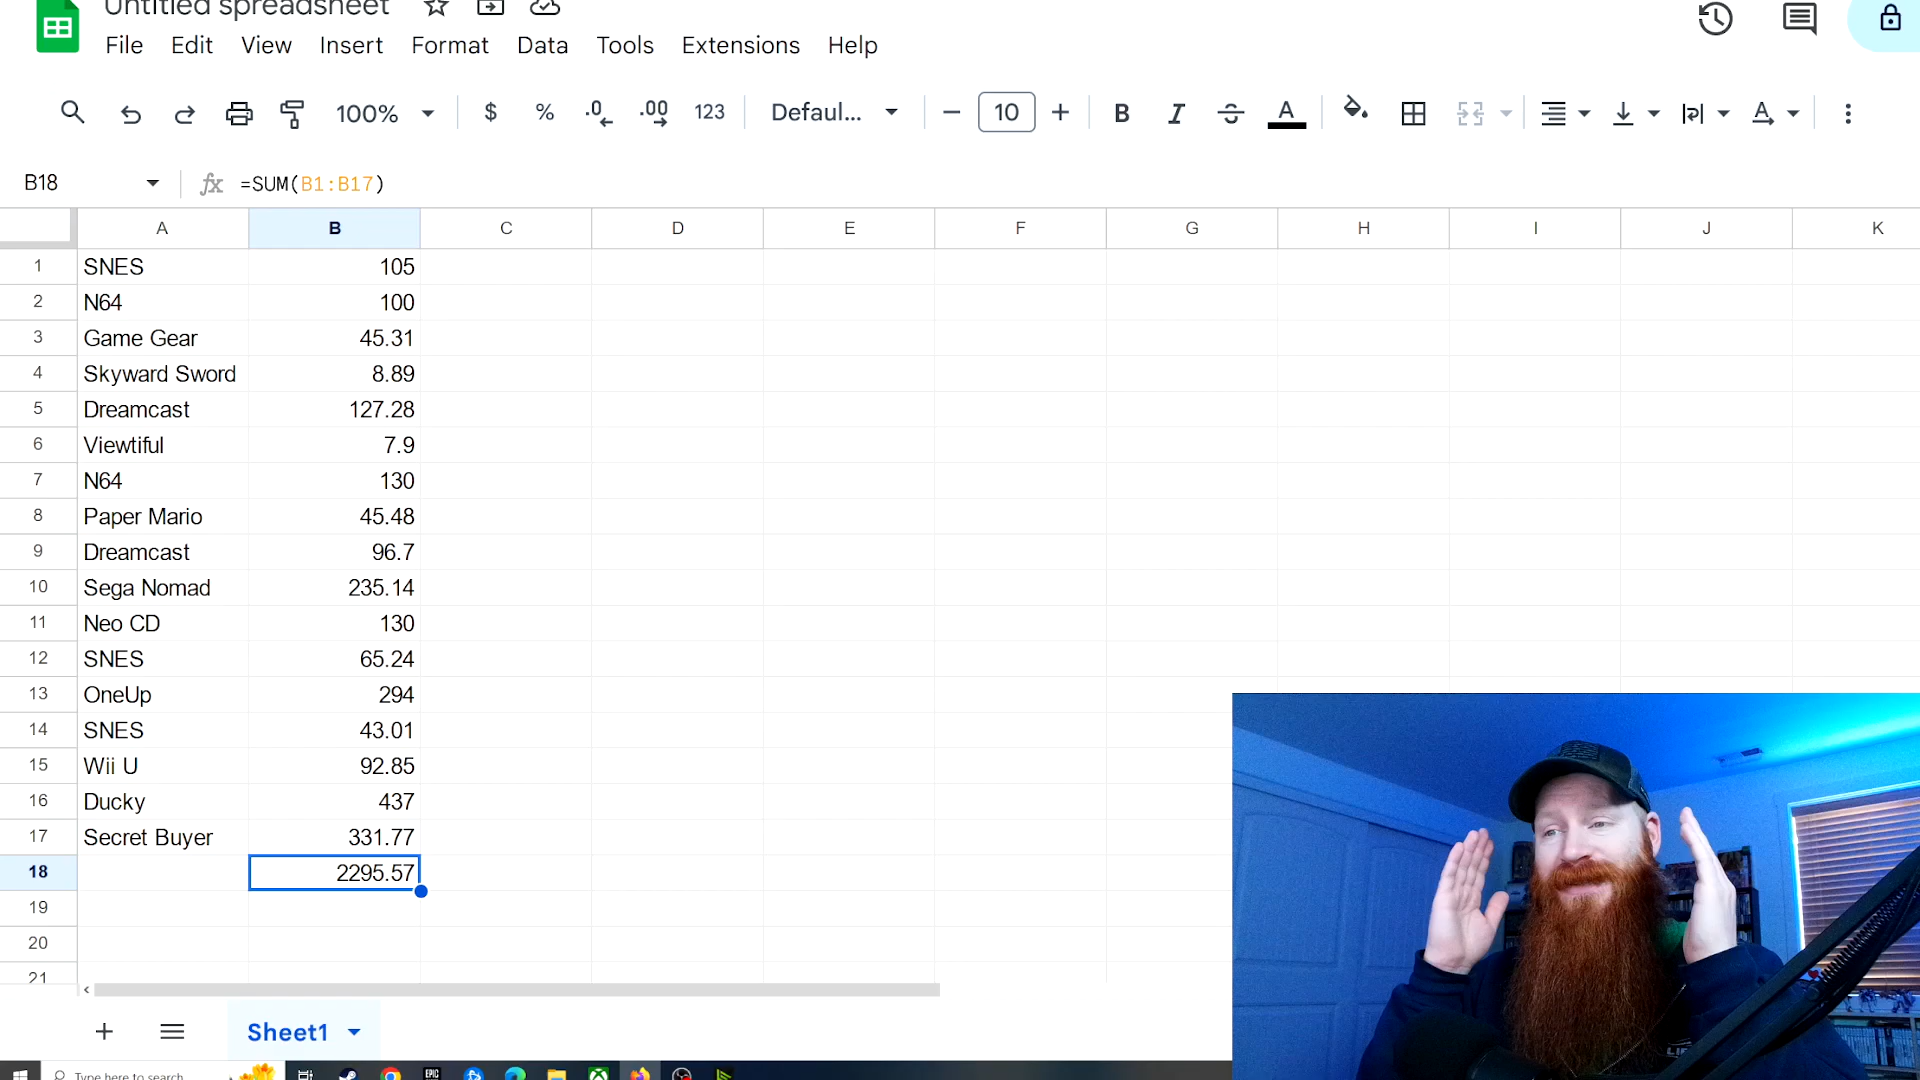 Untitled spreadsheet
File Edit View Insert Format Data Tools Extensions Help
100% $ % .0 .00 123 Defaul... 10 B I A
B18 fx =SUM(B1:B17)
A B C D E F G H I J K
1 SNES 105
2 N64 100
3 Game Gear 45.31
4 Skyward Sword 8.89
5 Dreamcast 127.28
6 Viewtiful 7.9
7 N64 130
8 Paper Mario 45.48
9 Dreamcast 96.7
10 Sega Nomad 235.14
11 Neo CD 130
12 SNES 65.24
13 OneUp 294
14 SNES 43.01
15 Wii U 92.85
16 Ducky 437
17 Secret Buyer 331.77
18 2295.57
19
20
21
Sheet1
Type here to search
EPIC